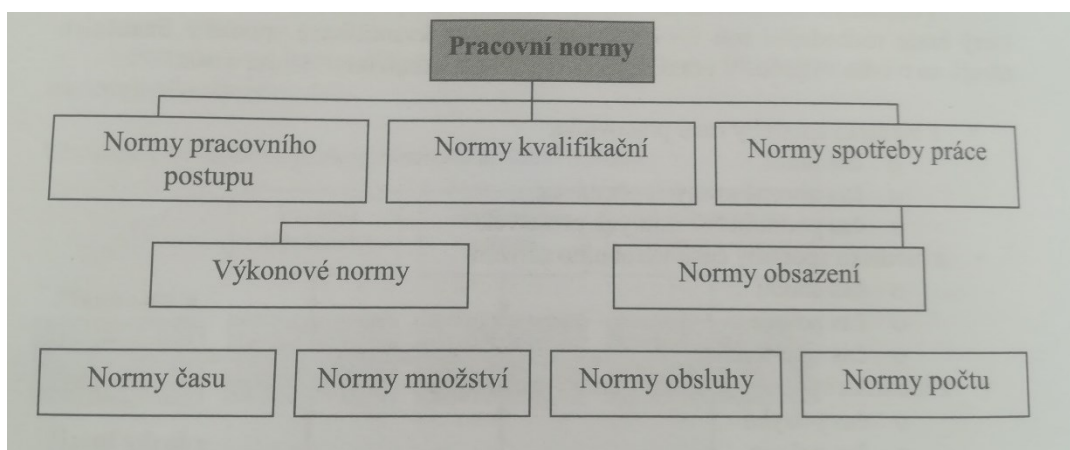 Pracovní normy
Normy pracovního
postupu
Normy kvalifikační
Normy spotřeby práce
Výkonové normy
Normy obsazení
Normy času
Normy množství
Normy obsluhy
Normy počtu